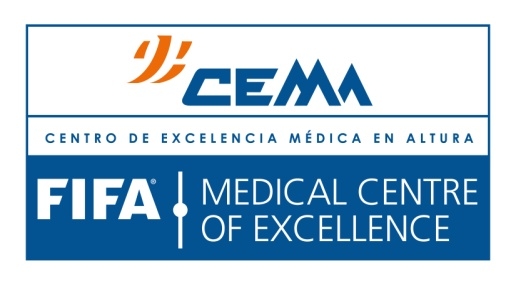 CEMA
CENTRO DE EXCELENCIA MÉDICA EN ALTURA
FIFA®
MEDICAL CENTRE
OF EXCELLENCE